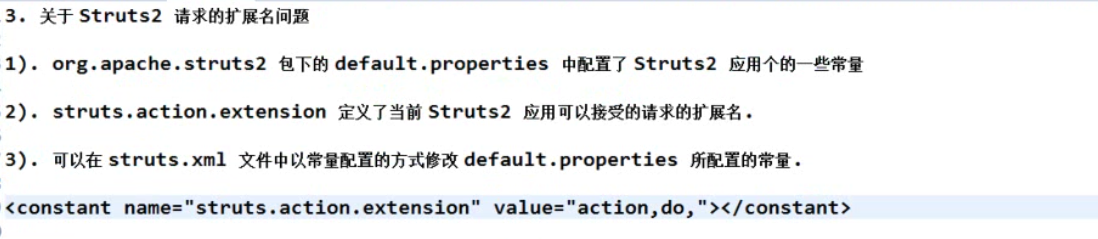 3. 关于 Struts2 请求的扩展名问题
1). org.apache.struts2 包下的 default.properties 中配置了 Struts2 应用个的一些常量
2). struts.action.extension 定义了当前 Struts2 应用可以接受的请求的扩展名.
3). 可以在 struts.xml 文件中以常量配置的方式修改 default.properties 所配置的常量.
<constant name="struts.action.extension" value="action,do,"></constant>